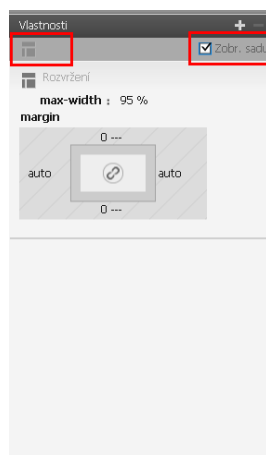 Vlastnosti + −
Zobr. sadu
Rozvržení
max-width : 95 %
margin
0 ---
auto auto
0 ---